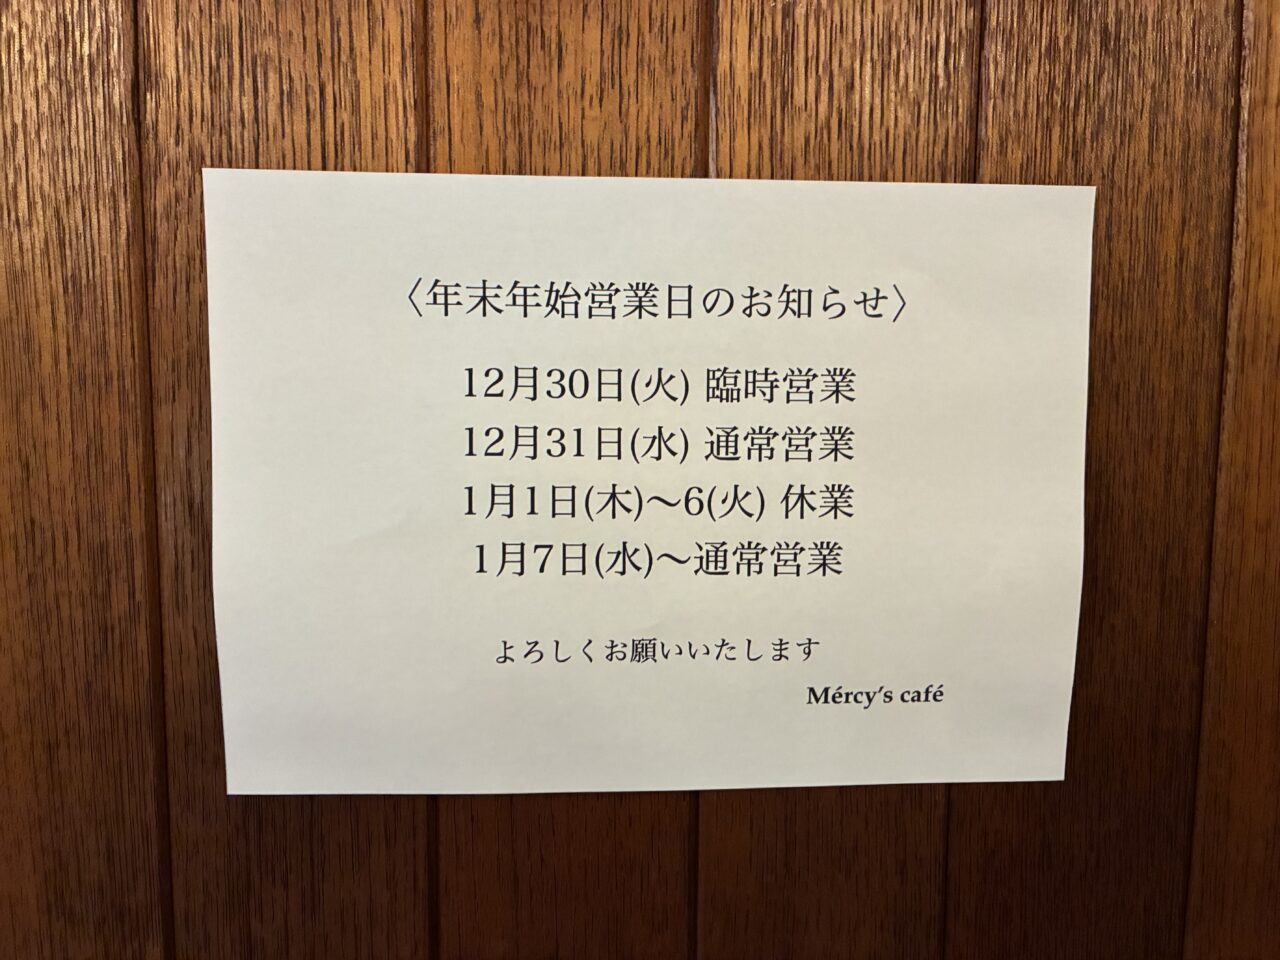 〈年末年始営業日のお知らせ〉
12月30日(火) 臨時営業
12月31日(水) 通常営業
1月1日(木)〜6(火) 休業
1月7日(水)〜通常営業
よろしくお願いいたします
Mércy's café